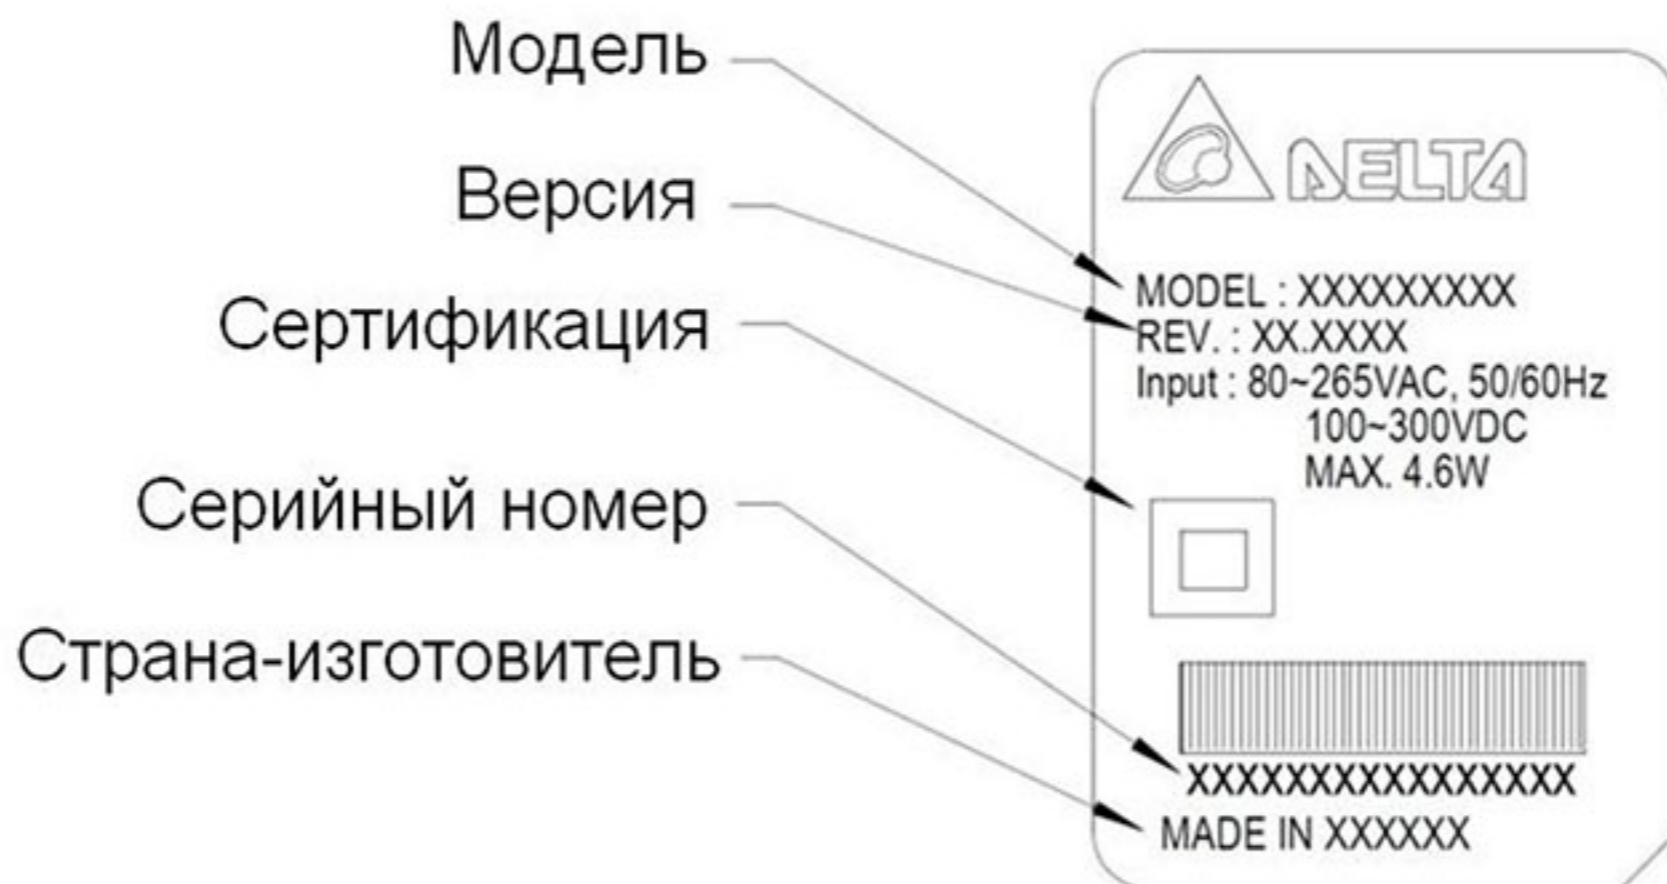 Модель
Версия
Сертификация
Серийный номер
Страна-изготовитель
DELTA
MODEL : XXXXXXXXX
REV. : XX.XXXX
Input : 80~265VAC, 50/60Hz
100~300VDC
MAX. 4.6W
XXXXXXXXXXXXXXXX
MADE IN XXXXXX